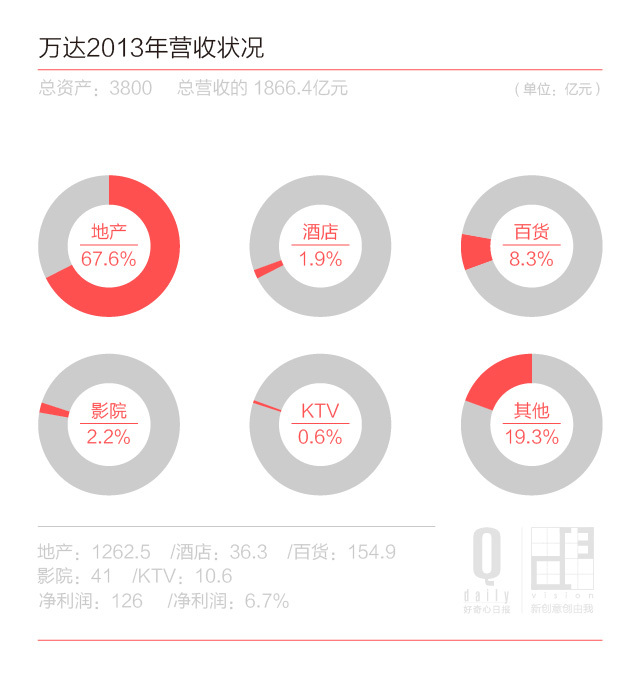 万达2013年营收状况
总资产：3800 总营收的 1866.4亿元 （单位：亿元）
地产 酒店 百货
67.6% 1.9% 8.3%
影院 KTV 其他
2.2% 0.6% 19.3%
地产：1262.5 /酒店：36.3 /百货：154.9
影院：41 /KTV：10.6
净利润：126 /净利润：6.7%
Q
daily
好奇心日报
vision
新创意创由我